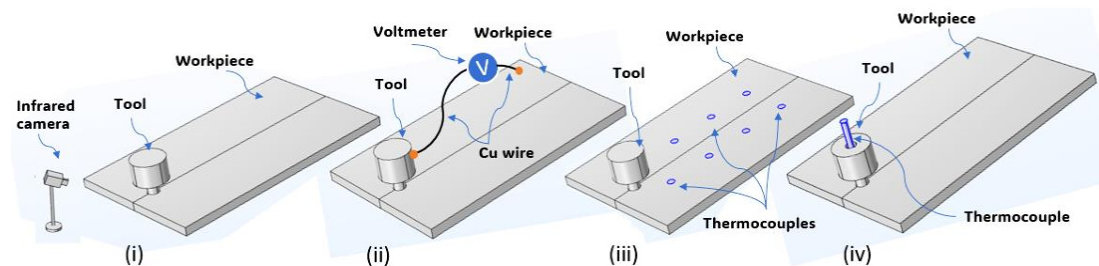 Workpiece
Infrared
camera
Tool
(i)
Voltmeter
Workpiece
V
Tool
Cu wire
(ii)
Workpiece
Tool
Thermocouples
(iii)
Workpiece
Tool
Thermocouple
(iv)